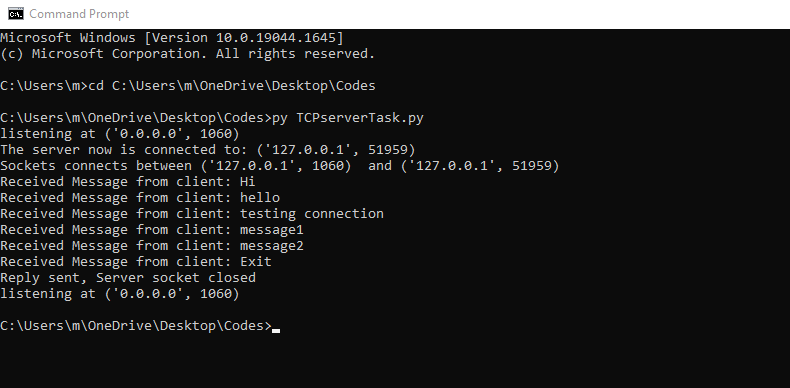 Command Prompt
Microsoft Windows [Version 10.0.19044.1645]
(c) Microsoft Corporation. All rights reserved.
C:\Users\m>cd C:\Users\m\OneDrive\Desktop\Codes
C:\Users\m\OneDrive\Desktop\Codes>py TCPserverTask.py
listening at ('0.0.0.0', 1060)
The server now is connected to: ('127.0.0.1', 51959)
Sockets connects between ('127.0.0.1', 1060)  and ('127.0.0.1', 51959)
Received Message from client: Hi
Received Message from client: hello
Received Message from client: testing connection
Received Message from client: message1
Received Message from client: message2
Received Message from client: Exit
Reply sent, Server socket closed
listening at ('0.0.0.0', 1060)
C:\Users\m\OneDrive\Desktop\Codes>